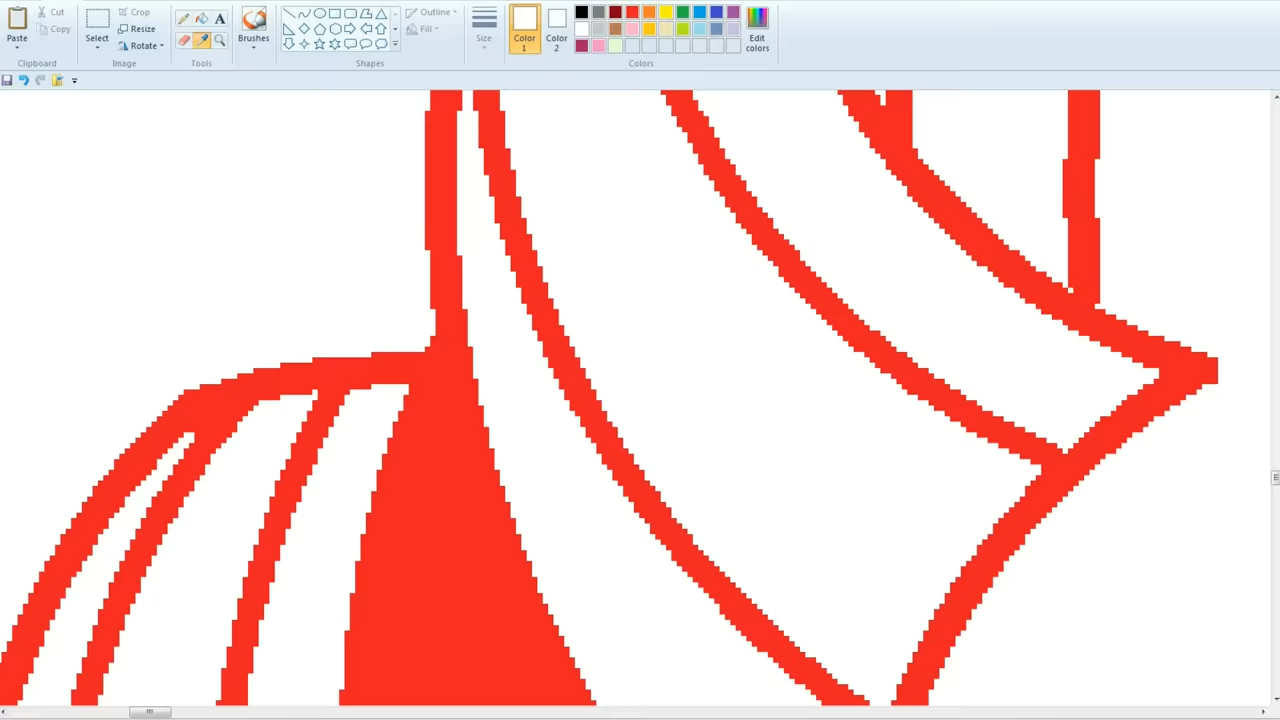 Paste
Cut
Copy
Clipboard
Select
Crop
Resize
Rotate
Image
A
Tools
Brushes
Shapes
Outline
Fill
Size
Color 1
Color 2
Edit colors
Colors